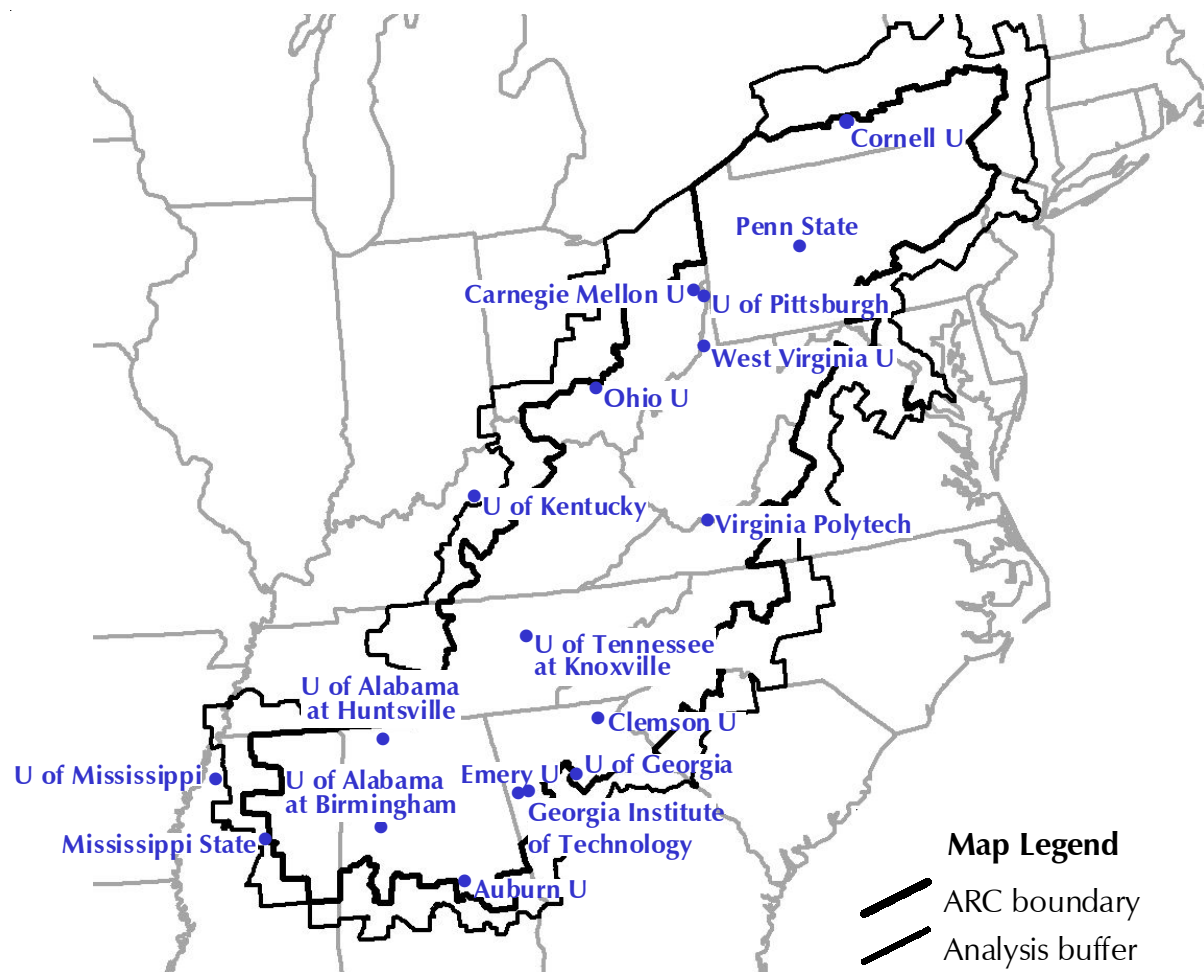 Cornell U
Penn State
Carnegie Mellon U
U of Pittsburgh
West Virginia U
Ohio U
U of Kentucky
Virginia Polytech
U of Tennessee
at Knoxville
U of Alabama
at Huntsville
Clemson U
U of Mississippi
U of Alabama
at Birmingham
Emery U
U of Georgia
Georgia Institute
of Technology
Mississippi State
Auburn U
Map Legend
ARC boundary
Analysis buffer